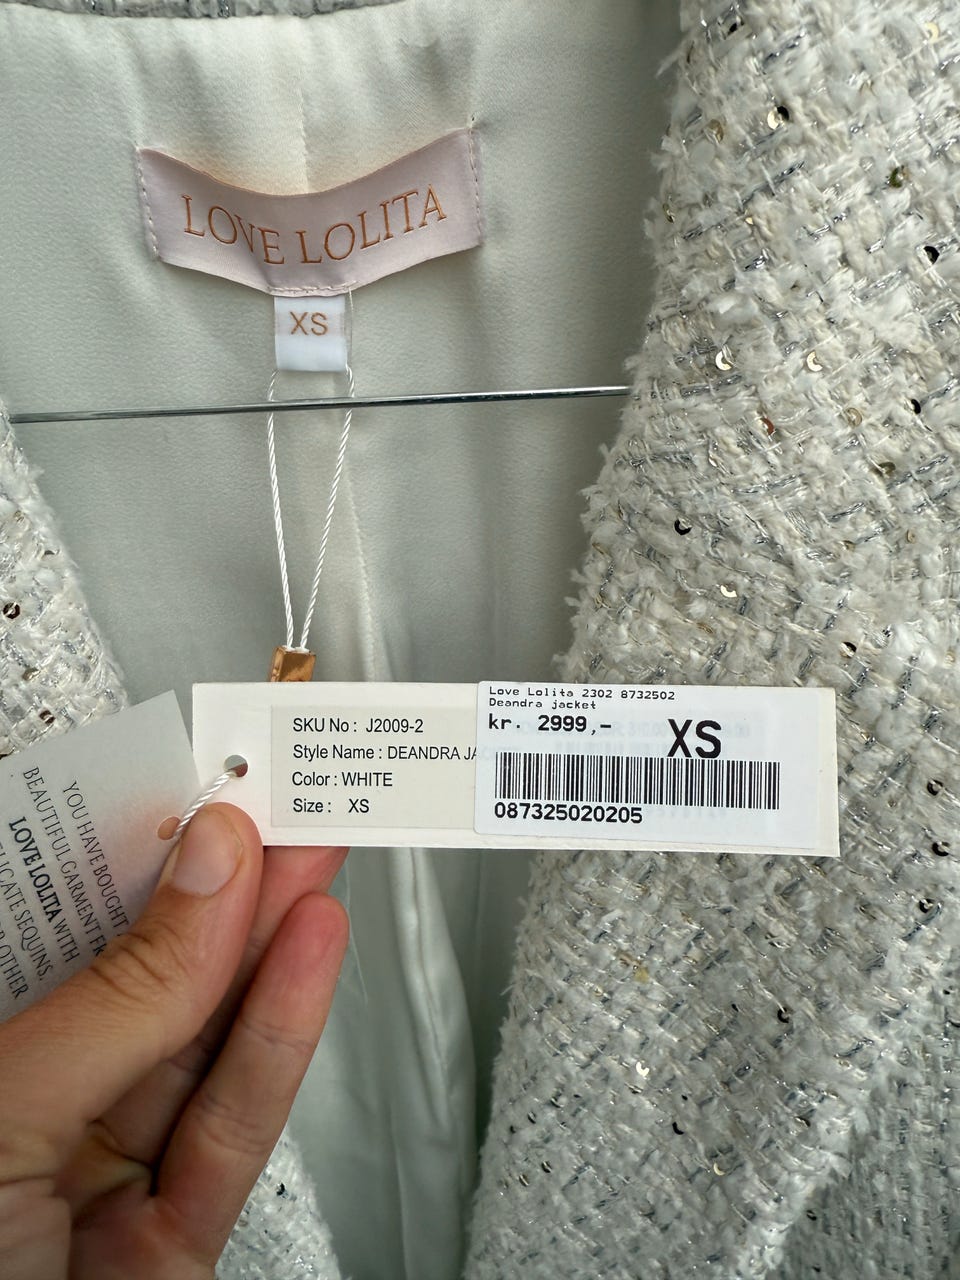 LOVE LOLITA
XS
SKU No : J2009-2
Style Name : DEANDRA
Color : WHITE
Size : XS
Love Lolita 2302 8732502
Deandra jacket
kr. 2999,-
XS
087325020205
YOU HAVE BOUGHT
BEAUTIFUL GARMENT
LOVE LOLITA WITH
SEQUINS,
OTHER